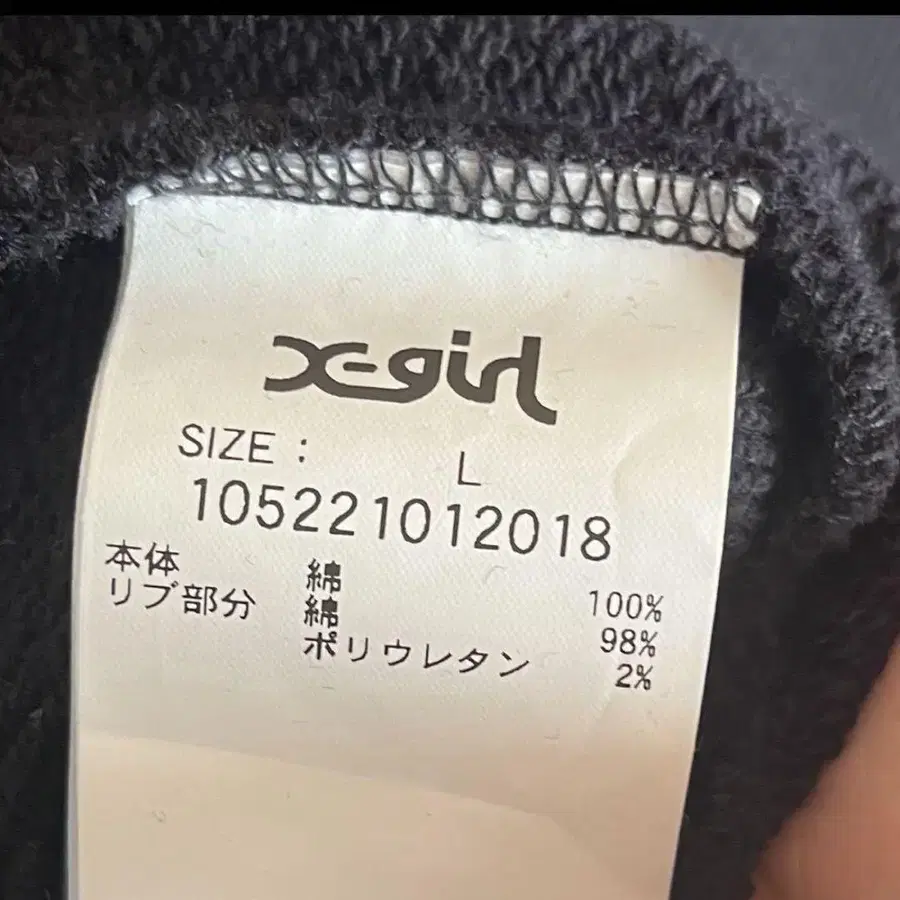 X-girl
SIZE : L
105221012018
本体 綿 100%
リブ部分 綿 98%
ポリウレタン 2%